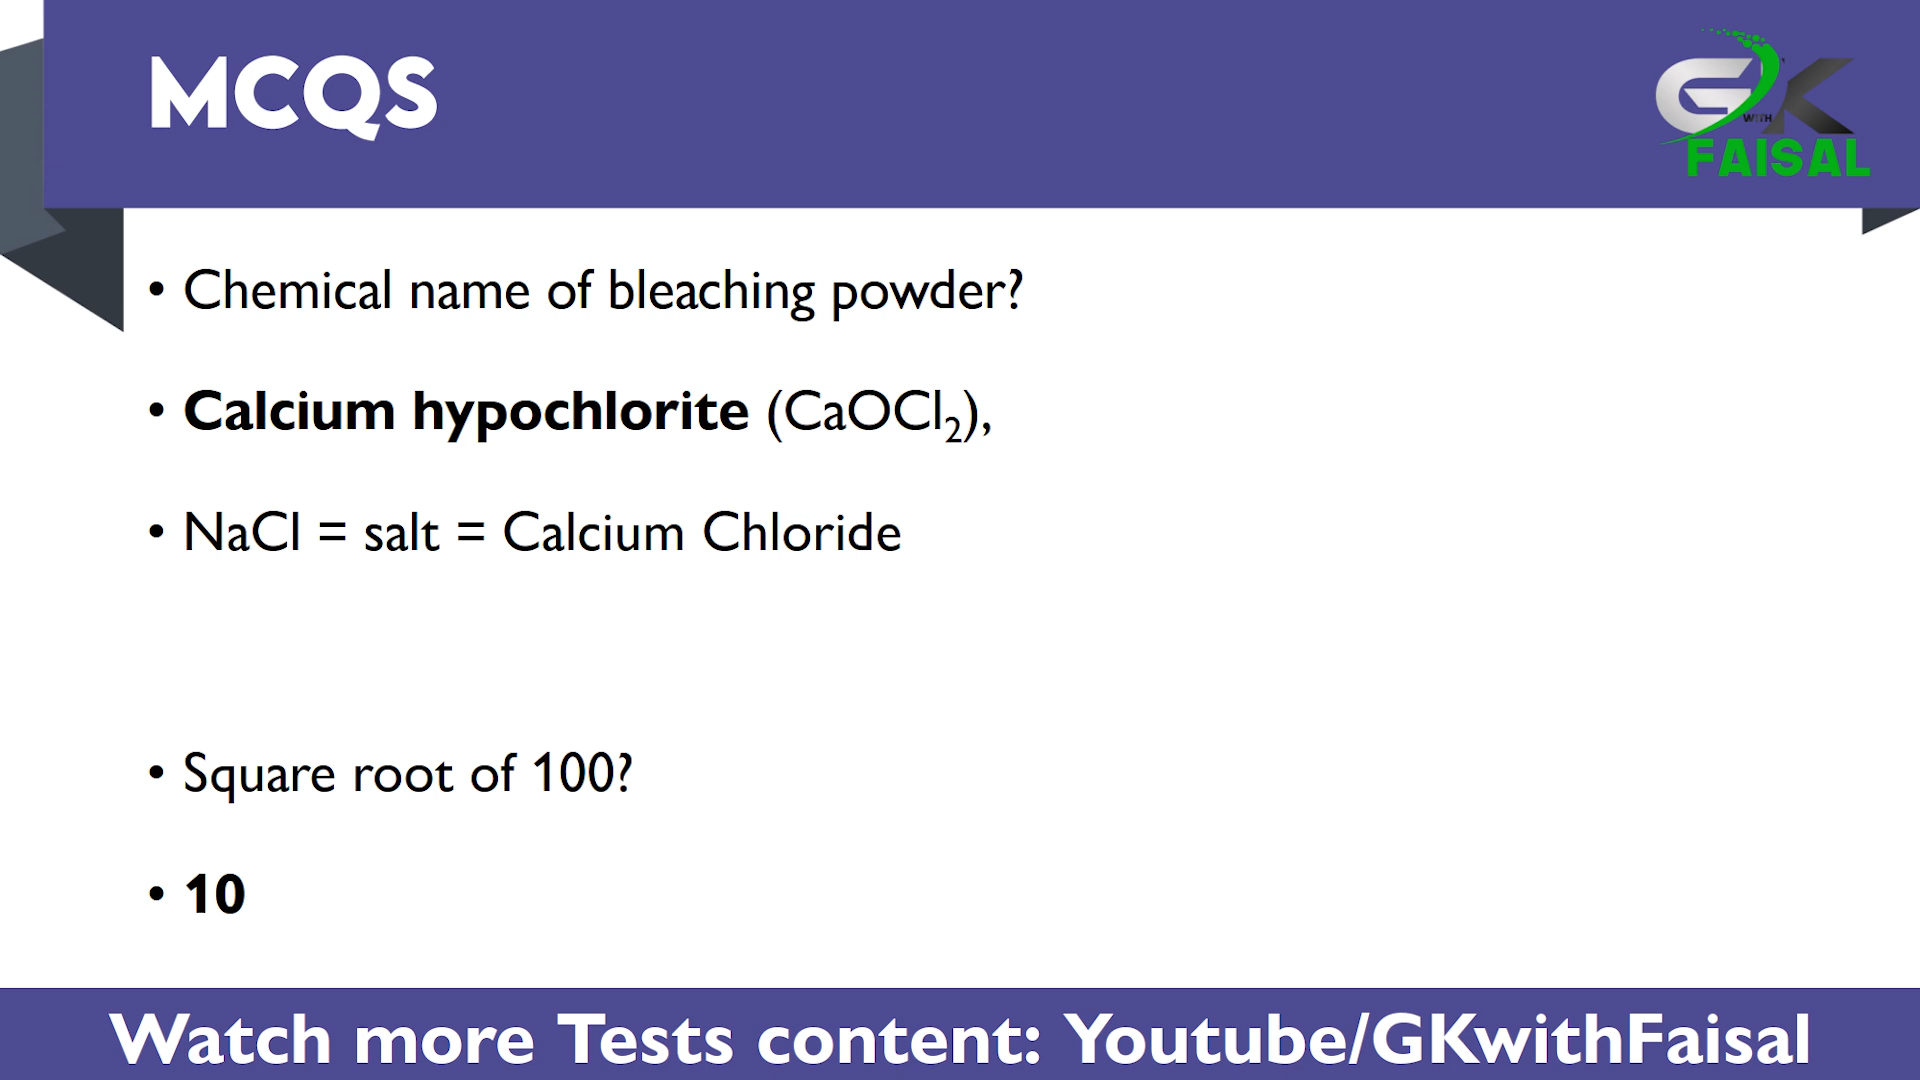 MCQS
GK
WITH
FAISAL
• Chemical name of bleaching powder?
• Calcium hypochlorite (CaOCl₂),
• NaCl = salt = Calcium Chloride
• Square root of 100?
• 10
Watch more Tests content: Youtube/GKwithFaisal